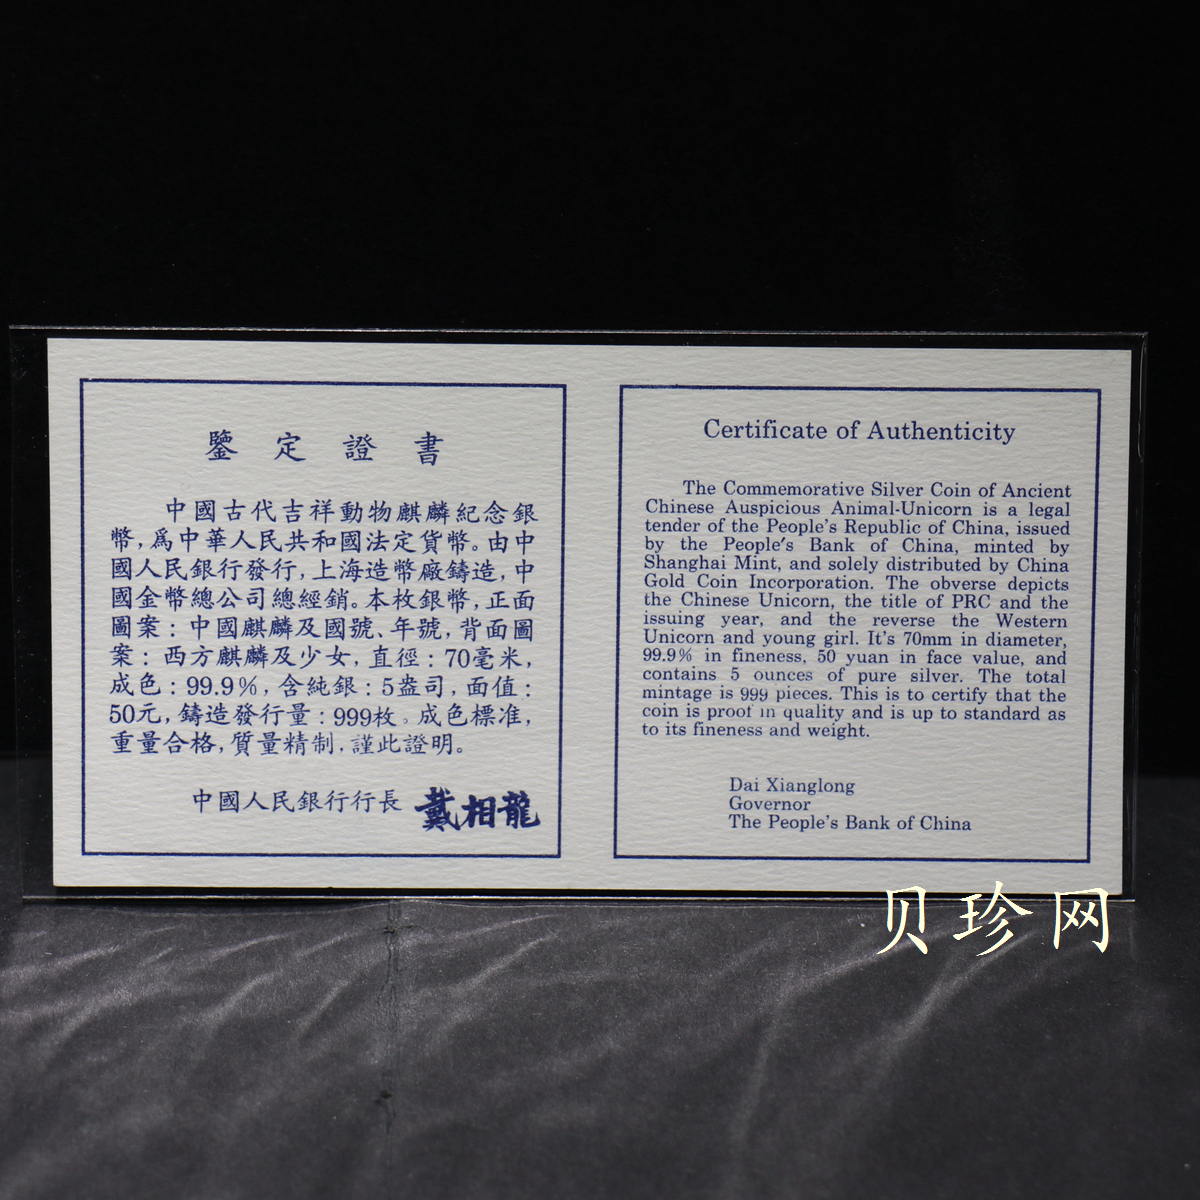 鑒定證書
中國古代吉祥動物麒麟紀念銀
幣,爲中華人民共和國法定貨幣。由中
國人民銀行發行,上海造幣廠鑄造,中
國金幣總公司總經銷。本枚銀幣,正面
圖案:中國麒麟及國號、年號,背面圖
案:西方麒麟及少女,直徑:70毫米,
成色:99.9%,含純銀:5盎司,面值:
50元,鑄造發行量:999枚。成色標准,
重量合格,質量精制,謹此證明。
中國人民銀行行長 戴相龍
Certificate of Authenticity
The Commemorative Silver Coin of Ancient
Chinese Auspicious Animal-Unicorn is a legal
tender of the People's Republic of China, issued
by the People's Bank of China, minted by
Shanghai Mint, and solely distributed by China
Gold Coin Incorporation. The obverse depicts
the Chinese Unicorn, the title of PRC and the
issuing year, and the reverse the Western
Unicorn and young girl. It's 70mm in diameter,
99.9% in fineness, 50 yuan in face value, and
contains 5 ounces of pure silver. The total
mintage is 999 pieces. This is to certify that the
coin is proof in quality and is up to standard as
to its fineness and weight.
Dai Xianglong
Governor
The People's Bank of China
贝珍网